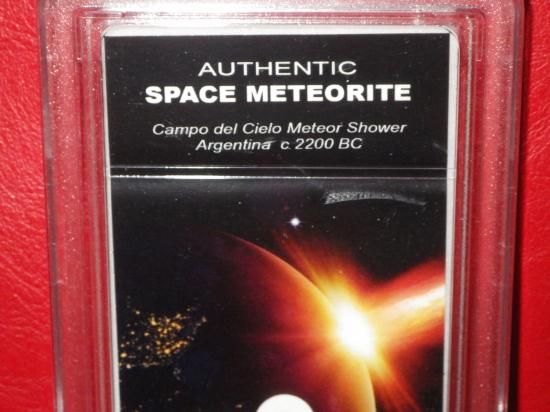 AUTHENTIC
SPACE METEORITE
Campo del Cielo Meteor Shower
Argentina c. 2200 BC